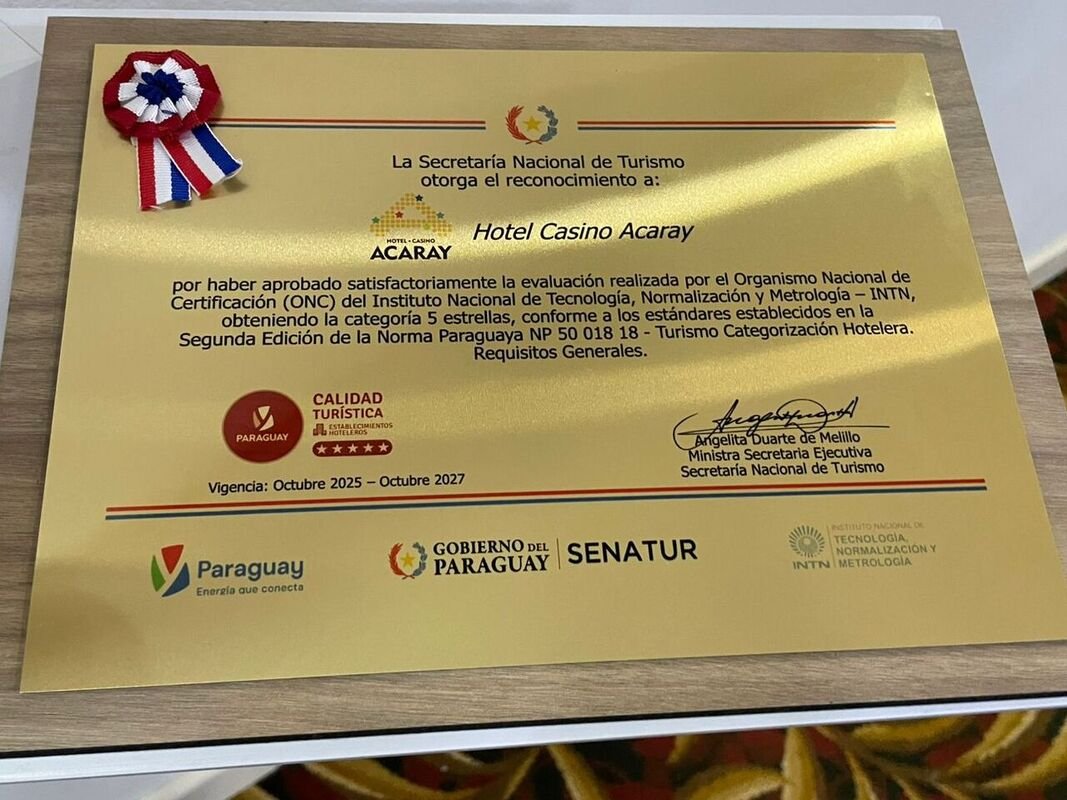 La Secretaría Nacional de Turismo
otorga el reconocimiento a:
HOTEL • CASINO
ACARAY
Hotel Casino Acaray
por haber aprobado satisfactoriamente la evaluación realizada por el Organismo Nacional de
Certificación (ONC) del Instituto Nacional de Tecnología, Normalización y Metrología – INTN,
obteniendo la categoría 5 estrellas, conforme a los estándares establecidos en la
Segunda Edición de la Norma Paraguaya NP 50 018 18 - Turismo Categorización Hotelera.
Requisitos Generales.
PARAGUAY
CALIDAD
TURÍSTICA
ESTABLECIMIENTOS
HOTELEROS
Vigencia: Octubre 2025 – Octubre 2027
Angelita Duarte de Melillo
Ministra Secretaria Ejecutiva
Secretaría Nacional de Turismo
Paraguay
Energía que conecta
GOBIERNO DEL
PARAGUAY
SENATUR
INTN
INSTITUTO NACIONAL DE
TECNOLOGÍA,
NORMALIZACIÓN Y
METROLOGÍA